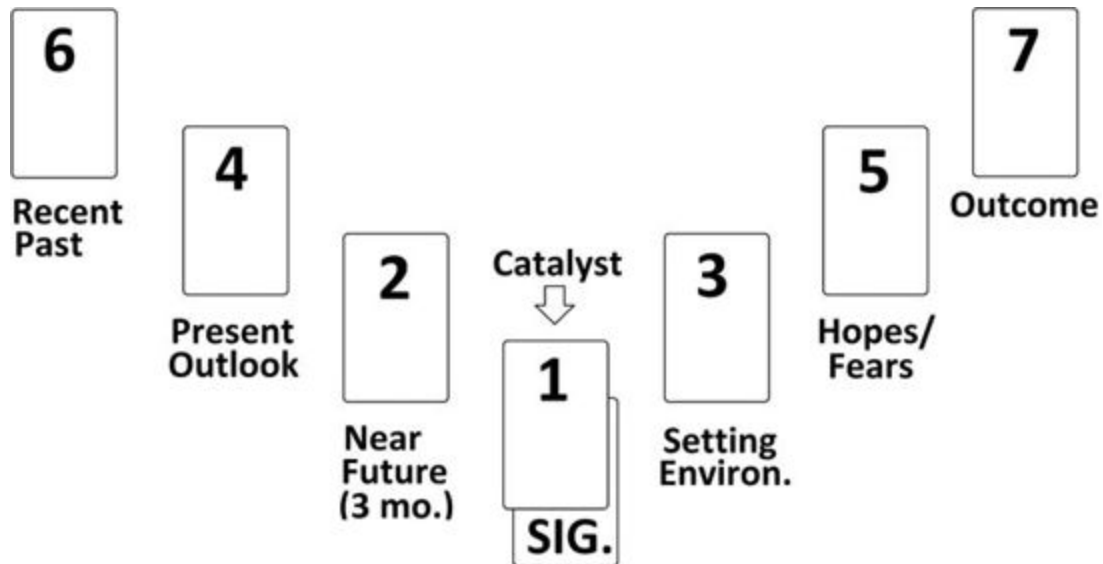 6
7
4
5
Recent
Past
Outcome
2
Catalyst
3
Present
Outlook
Hopes/
Fears
1
Near
Future
(3 mo.)
Setting
Environ.
SIG.